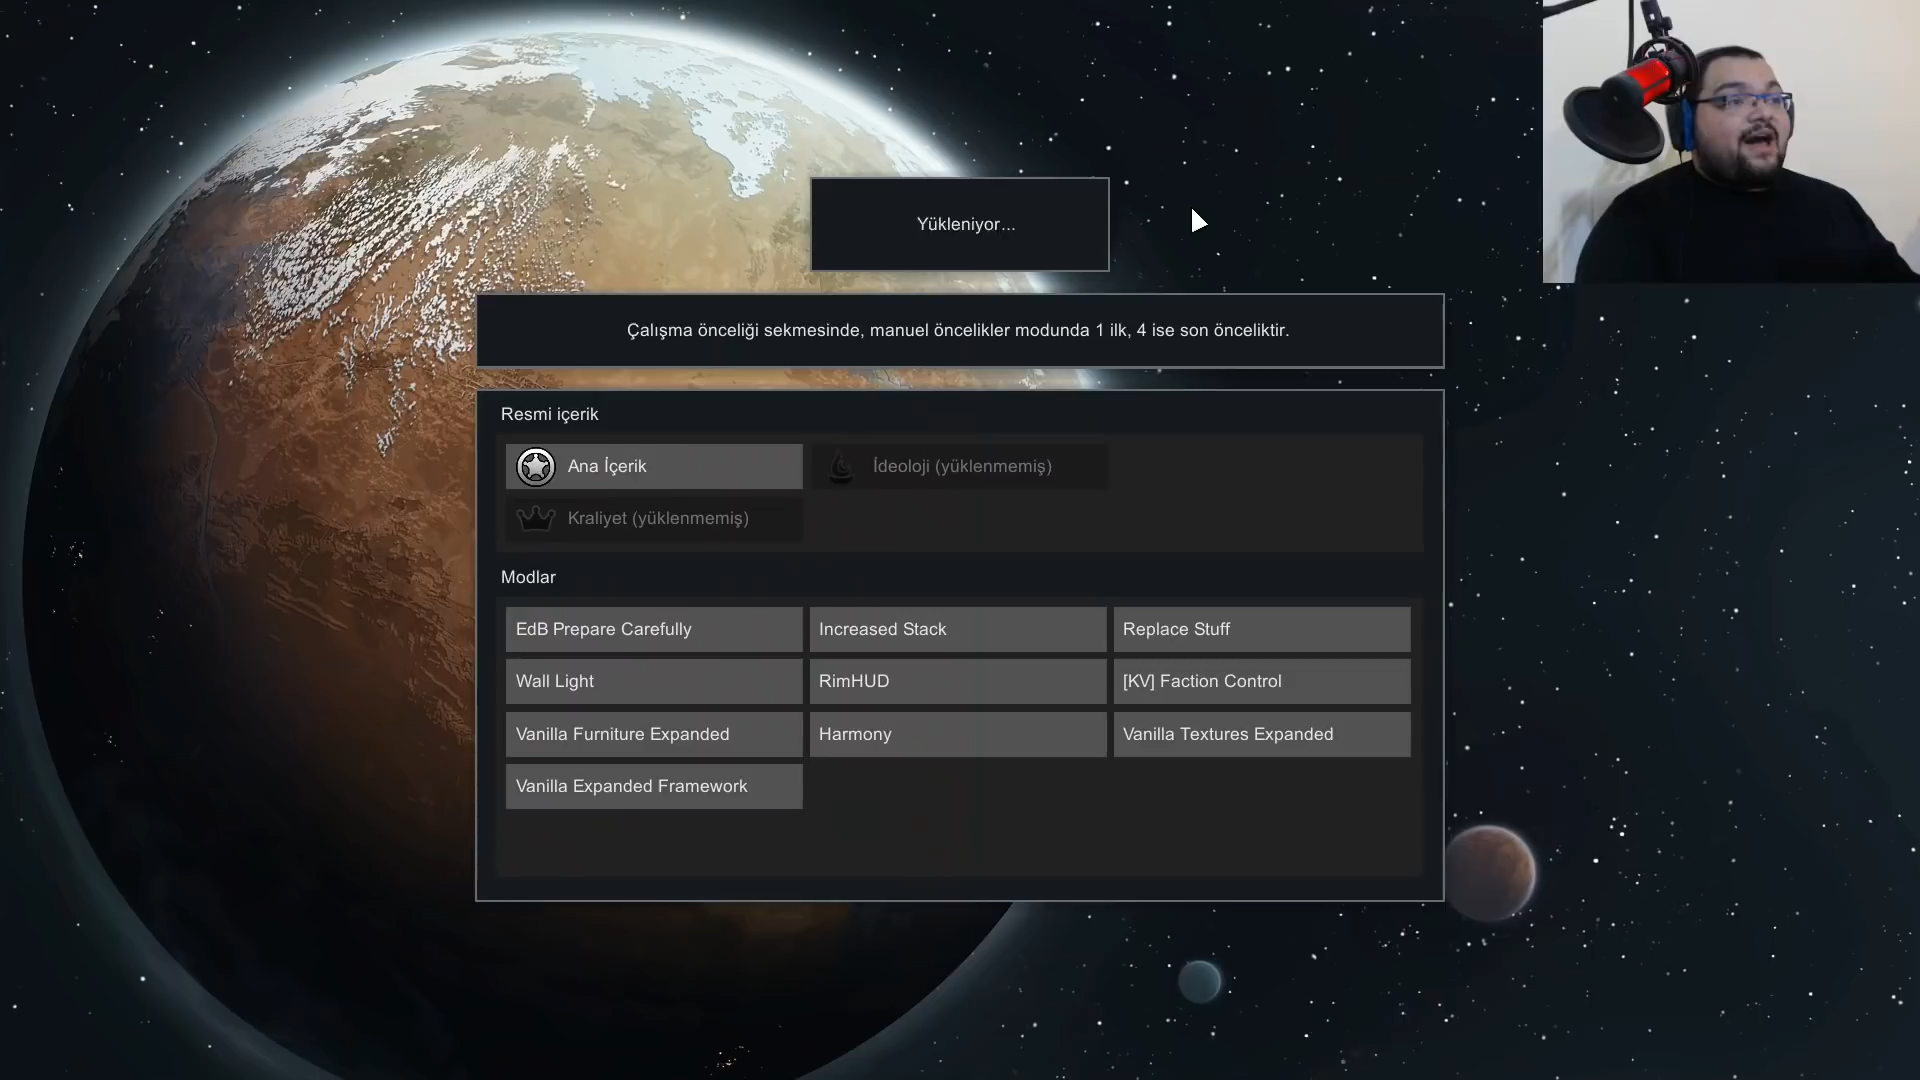 Yükleniyor...
Çalışma önceliği sekmesinde, manuel öncelikler modunda 1 ilk, 4 ise son önceliktir.
Resmi içerik
Ana İçerik
İdeoloji (yüklenmemiş)
Kraliyet (yüklenmemiş)
Modlar
EdB Prepare Carefully
Increased Stack
Replace Stuff
Wall Light
RimHUD
[KV] Faction Control
Vanilla Furniture Expanded
Harmony
Vanilla Textures Expanded
Vanilla Expanded Framework